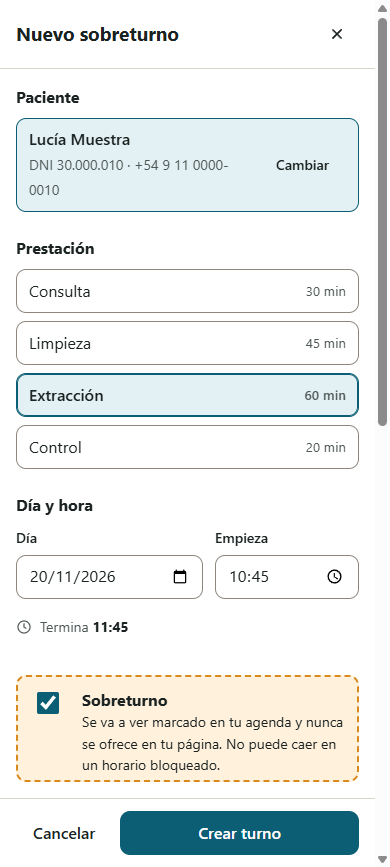 Nuevo sobreturno
Paciente
Lucía Muestra
DNI 30.000.010 · +54 9 11 0000-
0010
Cambiar
Prestación
Consulta 30 min
Limpieza 45 min
Extracción 60 min
Control 20 min
Día y hora
Día Empieza
20/11/2026 10:45
Termina 11:45
Sobreturno
Se va a ver marcado en tu agenda y nunca
se ofrece en tu página. No puede caer en
un horario bloqueado.
Cancelar Crear turno